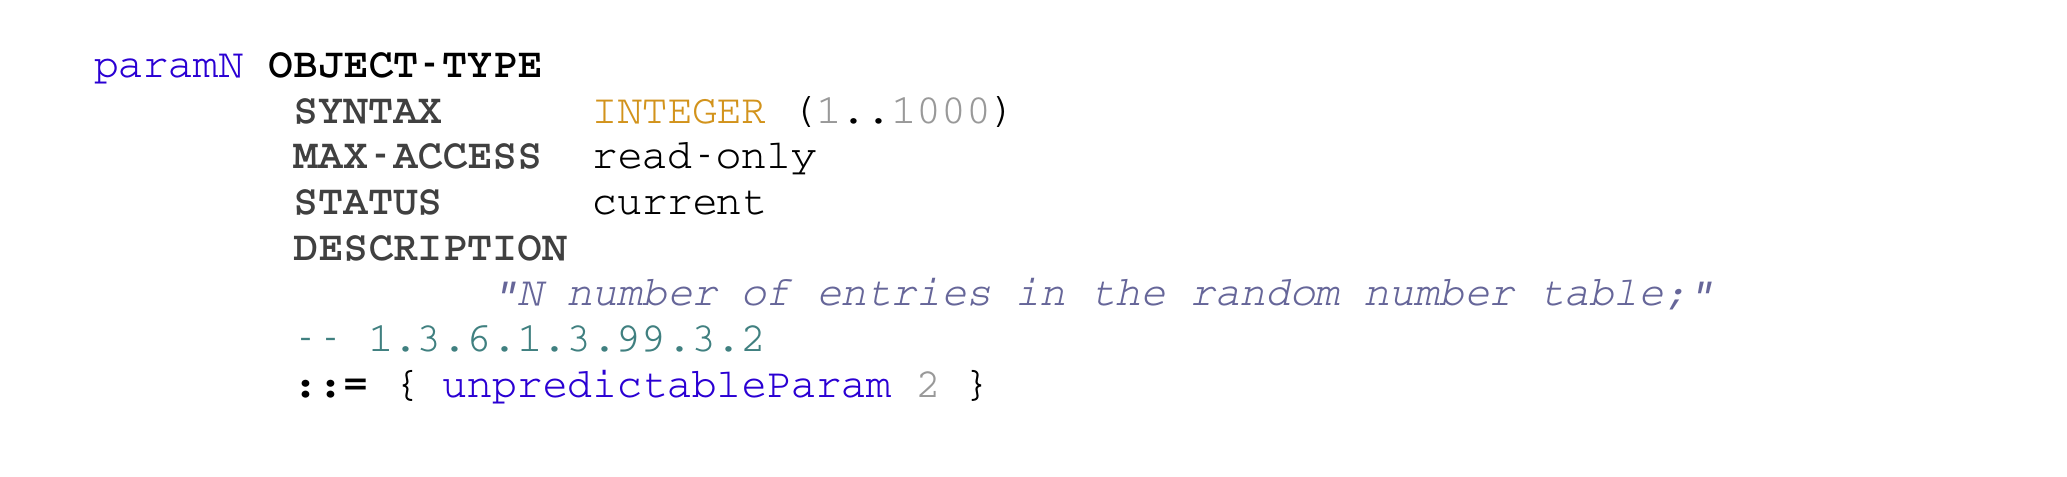 paramN OBJECT-TYPE
SYNTAX INTEGER (1..1000)
MAX-ACCESS read-only
STATUS current
DESCRIPTION
"N number of entries in the random number table;"
-- 1.3.6.1.3.99.3.2
::= { unpredictableParam 2 }